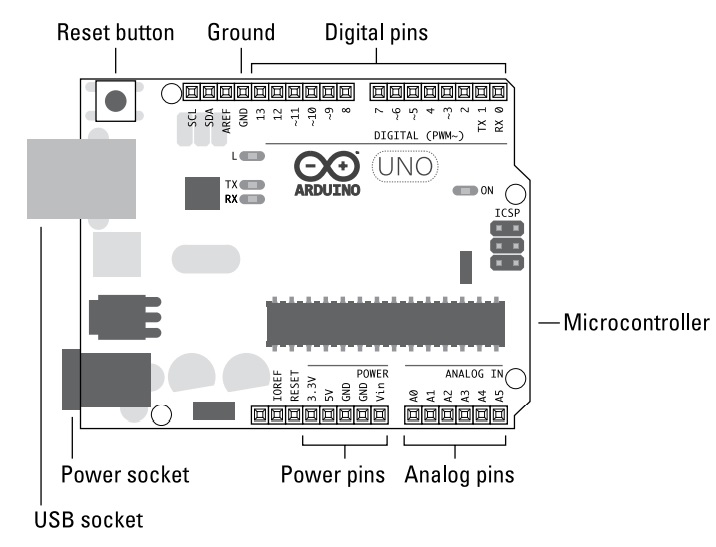 Reset button
Ground
Digital pins
SCL
SDA
AREF
GND
13
12
~11
~10
~9
8
7
~6
~5
4
~3
2
TX 1
RX 0
DIGITAL (PWM~)
L
TX
RX
ARDUINO
UNO
ON
ICSP
Microcontroller
POWER
ANALOG IN
IOREF
RESET
3.3V
5V
GND
GND
Vin
A0
A1
A2
A3
A4
A5
Power socket
Power pins
Analog pins
USB socket